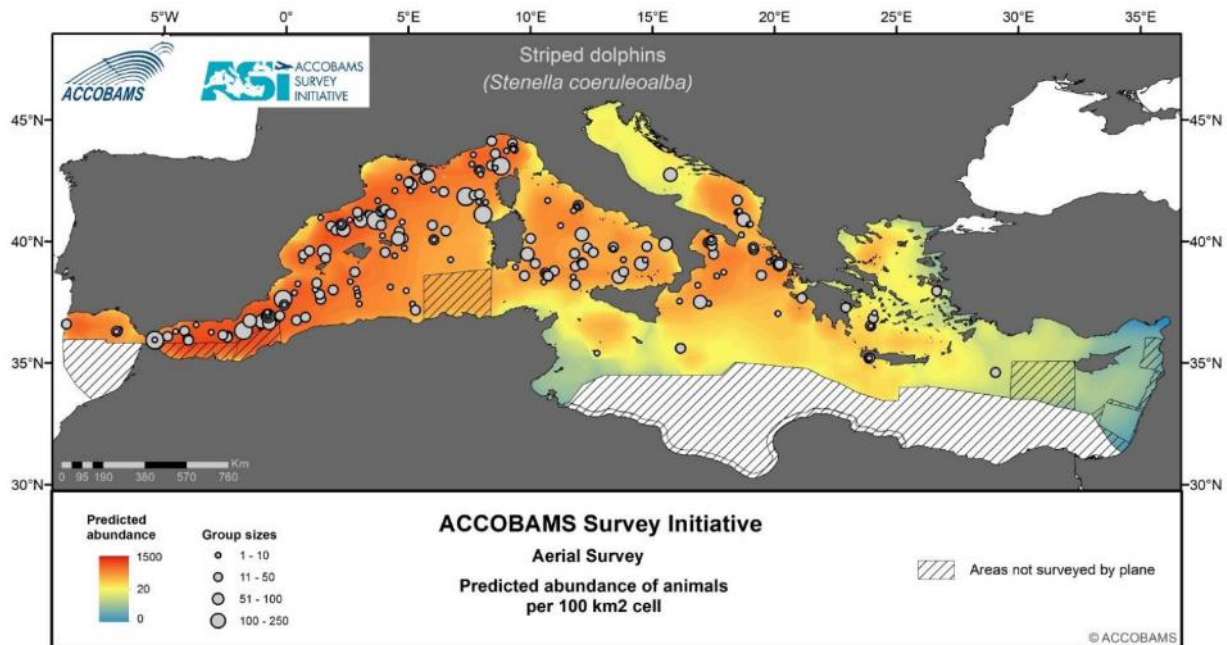 5°W 0° 5°E 10°E 15°E 20°E 25°E 30°E 35°E
Striped dolphins
(Stenella coeruleoalba)
ACCOBAMS
ASI ACCOBAMS
SURVEY
INITIATIVE
45°N 45°N
40°N 40°N
35°N 35°N
30°N 30°N
Km
0 95 190 380 570 760
Predicted
abundance
1500
20
0
Group sizes
1 - 10
11 - 50
51 - 100
100 - 250
ACCOBAMS Survey Initiative
Aerial Survey
Predicted abundance of animals
per 100 km2 cell
Areas not surveyed by plane
© ACCOBAMS